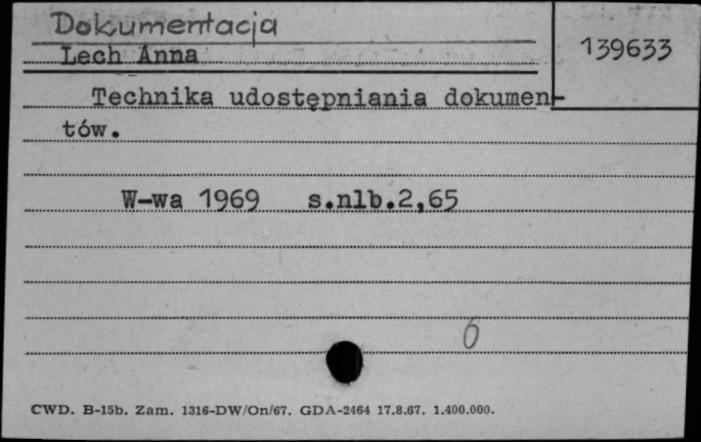 Dokumentacja
139633
Lech Anna
Technika udostępniania dokumen-
tów.
W-wa 1969 s.nlb.2,65
6
CWD. B-15b. Zam. 1316-DW/On/67. GDA-2464 17.8.67. 1.400.000.